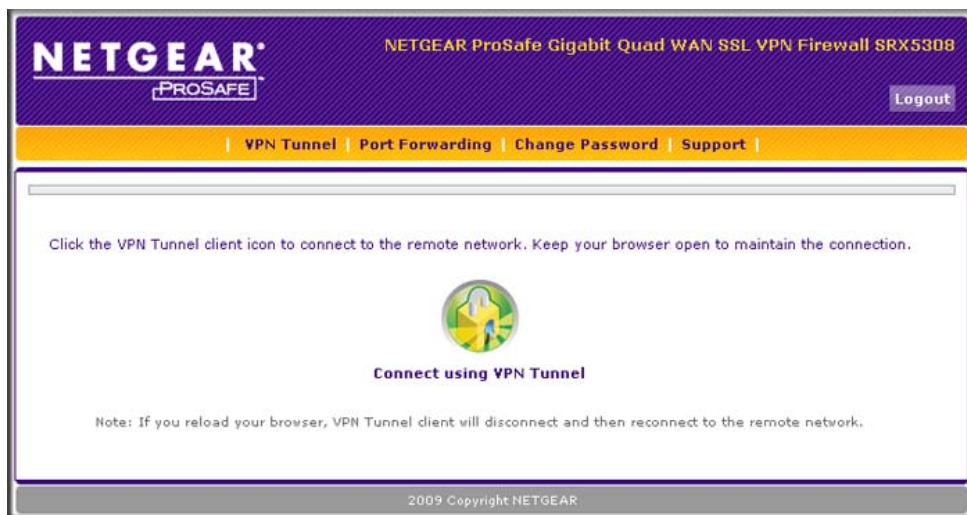 NETGEAR®
PROSAFE
NETGEAR ProSafe Gigabit Quad WAN SSL VPN Firewall SRX5308
Logout
| VPN Tunnel | Port Forwarding | Change Password | Support |
Click the VPN Tunnel client icon to connect to the remote network. Keep your browser open to maintain the connection.
Connect using VPN Tunnel
Note: If you reload your browser, VPN Tunnel client will disconnect and then reconnect to the remote network.
2009 Copyright NETGEAR